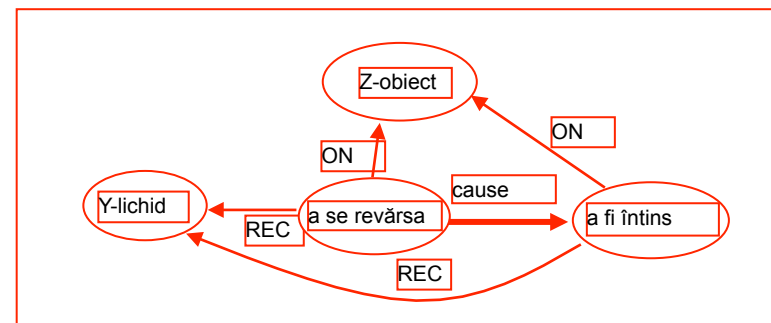 Z-obiect
ON
ON
cause
Y-lichid
a se revărsa
a fi întins
REC
REC